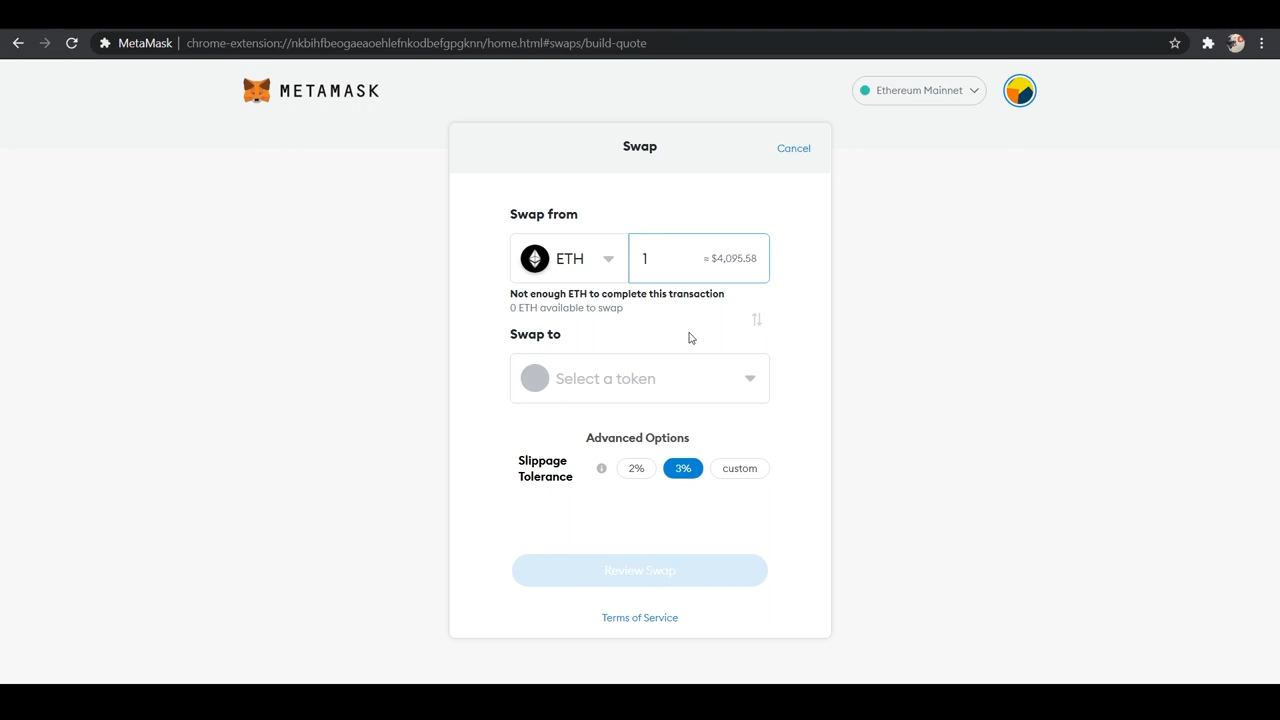 MetaMask
chrome-extension://nkbihfbeogaeaoehlefnkodbefgpgknn/home.html#swaps/build-quote
METAMASK
Ethereum Mainnet
Swap
Cancel
Swap from
ETH
1
≈ $4,095.58
Not enough ETH to complete this transaction
0 ETH available to swap
Swap to
Select a token
Advanced Options
Slippage
Tolerance
2%
3%
custom
Review Swap
Terms of Service